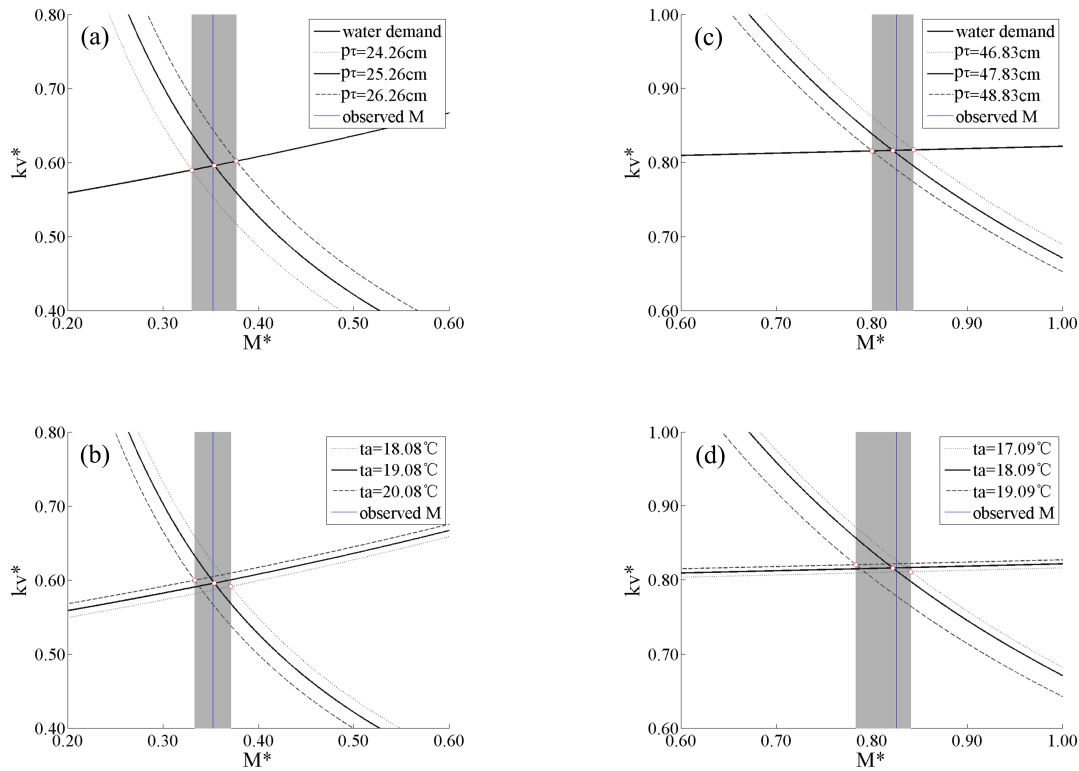 (a)
0.80
0.70
0.60
0.50
0.40
kv*
0.20
0.30
0.40
0.50
0.60
M*
water demand
pτ=24.26cm
pτ=25.26cm
pτ=26.26cm
observed M
(c)
1.00
0.90
0.80
0.70
0.60
kv*
0.60
0.70
0.80
0.90
1.00
M*
water demand
pτ=46.83cm
pτ=47.83cm
pτ=48.83cm
observed M
(b)
0.80
0.70
0.60
0.50
0.40
kv*
0.20
0.30
0.40
0.50
0.60
M*
ta=18.08℃
ta=19.08℃
ta=20.08℃
observed M
(d)
1.00
0.90
0.80
0.70
0.60
kv*
0.60
0.70
0.80
0.90
1.00
M*
ta=17.09℃
ta=18.09℃
ta=19.09℃
observed M